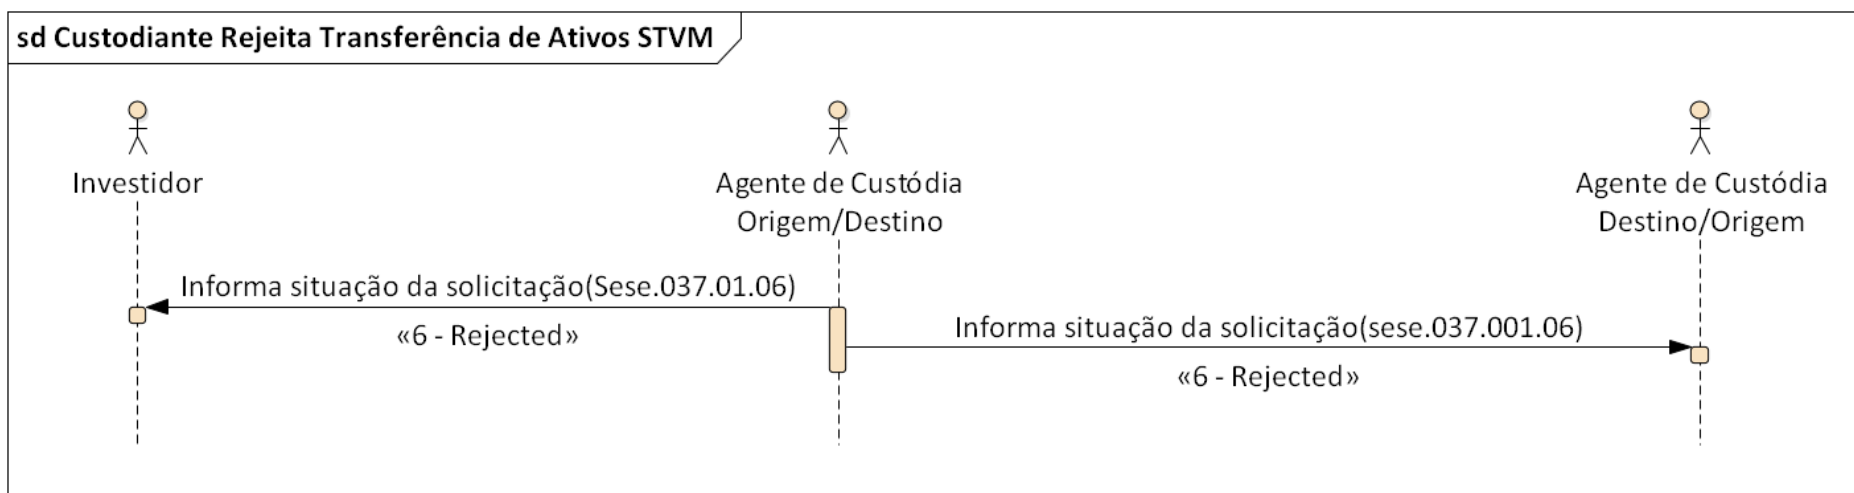 sd Custodiante Rejeita Transferência de Ativos STVM
Investidor
Agente de Custódia
Origem/Destino
Agente de Custódia
Destino/Origem
Informa situação da solicitação(Sese.037.01.06)
«6 - Rejected»
Informa situação da solicitação(sese.037.001.06)
«6 - Rejected»